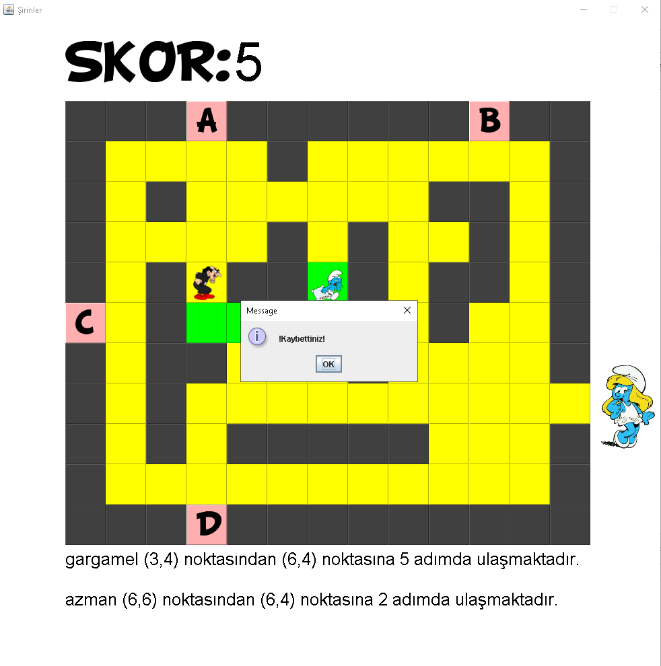 Şirinler
SKOR:5
A
B
C
Message
!Kaybettiniz!
OK
D
gargamel (3,4) noktasından (6,4) noktasına 5 adımda ulaşmaktadır.
azman (6,6) noktasından (6,4) noktasına 2 adımda ulaşmaktadır.